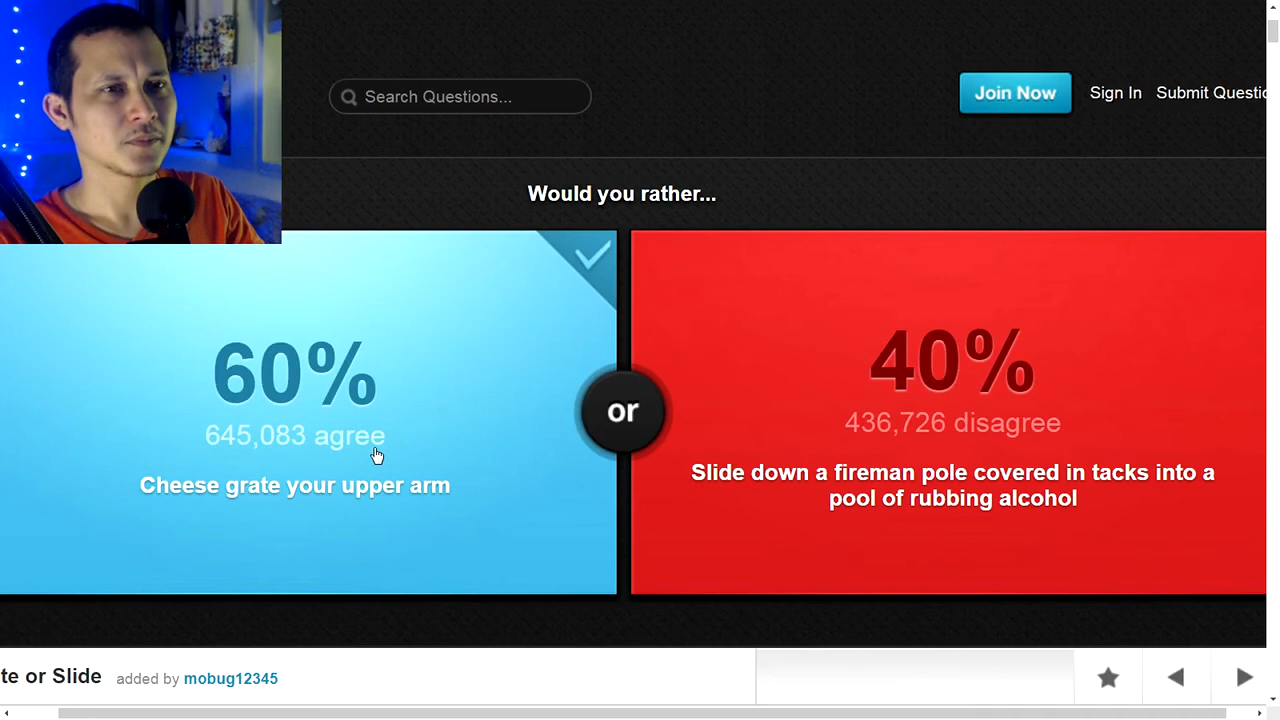 Search Questions...
Join Now
Sign In
Submit Questio
Would you rather...
60%
645,083 agree
Cheese grate your upper arm
or
40%
436,726 disagree
Slide down a fireman pole covered in tacks into a
pool of rubbing alcohol
te or Slide
added by mobug12345